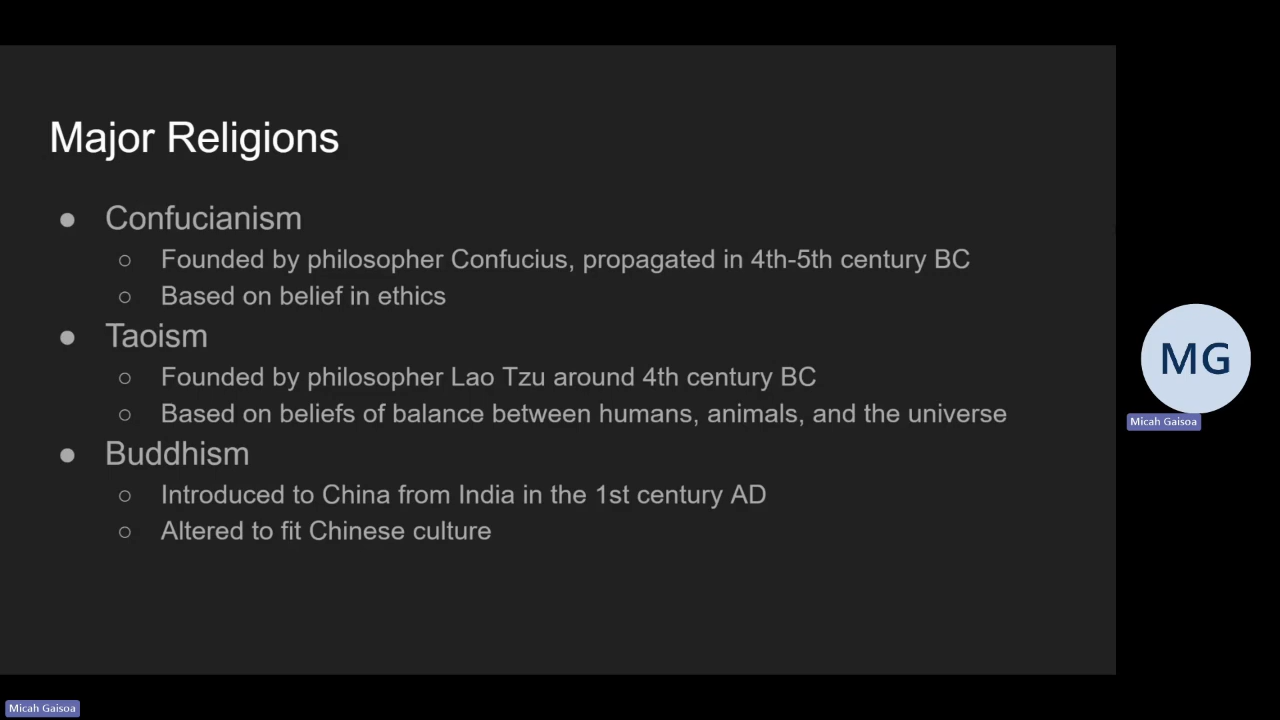 Major Religions
● Confucianism
○ Founded by philosopher Confucius, propagated in 4th-5th century BC
○ Based on belief in ethics
● Taoism
○ Founded by philosopher Lao Tzu around 4th century BC
○ Based on beliefs of balance between humans, animals, and the universe
● Buddhism
○ Introduced to China from India in the 1st century AD
○ Altered to fit Chinese culture
MG
Micah Gaisoa
Micah Gaisoa